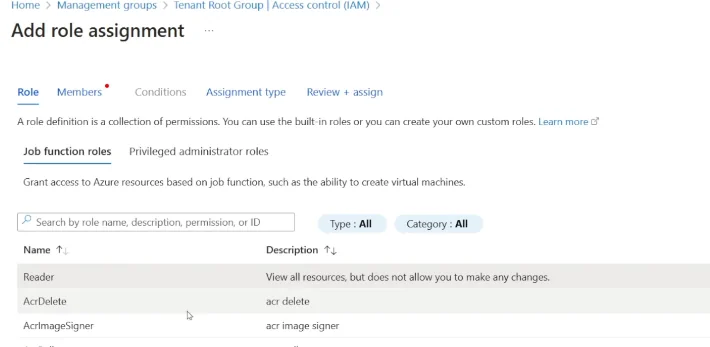 Home > Management groups > Tenant Root Group | Access control (IAM) >
Add role assignment ...
Role Members Conditions Assignment type Review + assign
A role definition is a collection of permissions. You can use the built-in roles or you can create your own custom roles. Learn more
Job function roles Privileged administrator roles
Grant access to Azure resources based on job function, such as the ability to create virtual machines.
Search by role name, description, permission, or ID Type : All Category : All
Name ↑↓ Description ↑↓
Reader View all resources, but does not allow you to make any changes.
AcrDelete acr delete
AcrImageSigner acr image signer